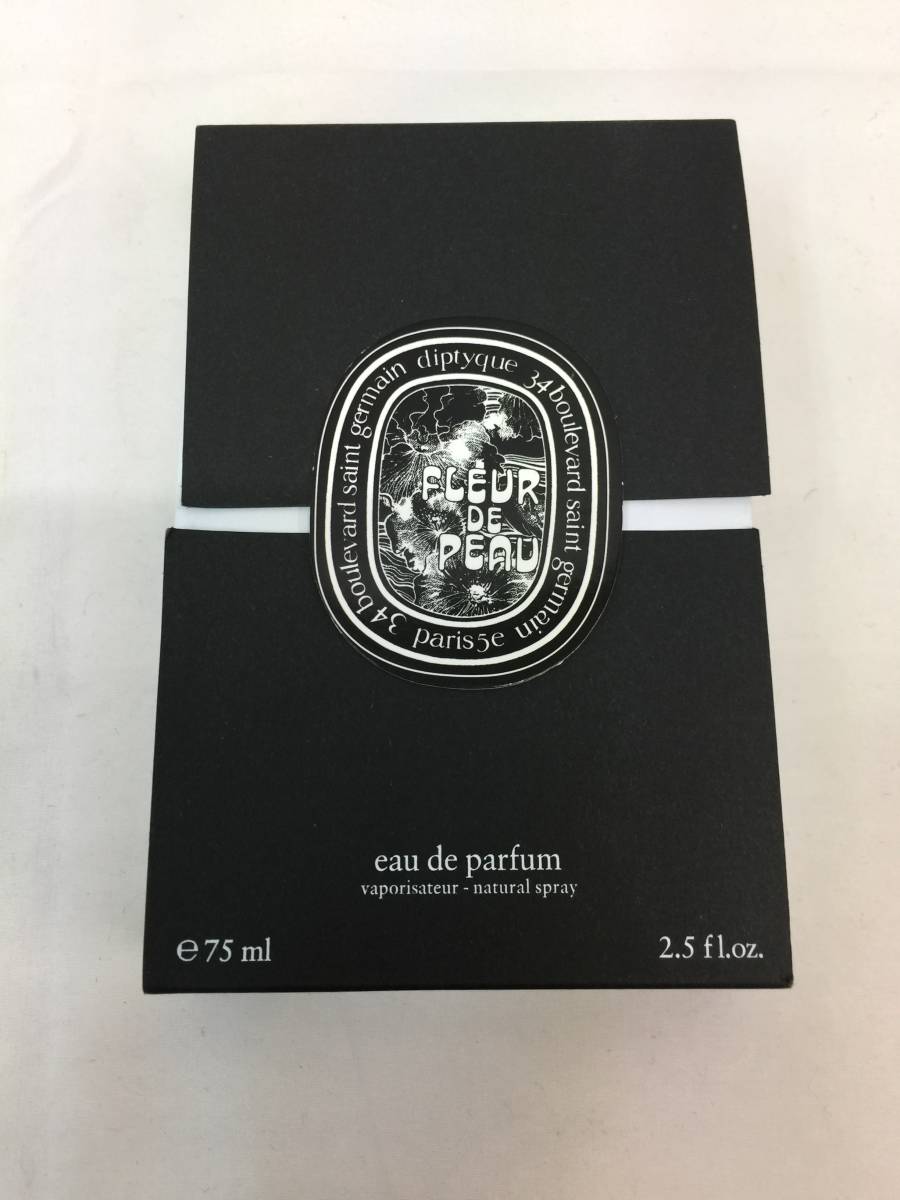 diptyque 34 boulevard saint germain paris5e 34 boulevard saint germain
FLEUR
DE
PEAU
eau de parfum
vaporisateur - natural spray
℮ 75 ml
2.5 fl.oz.